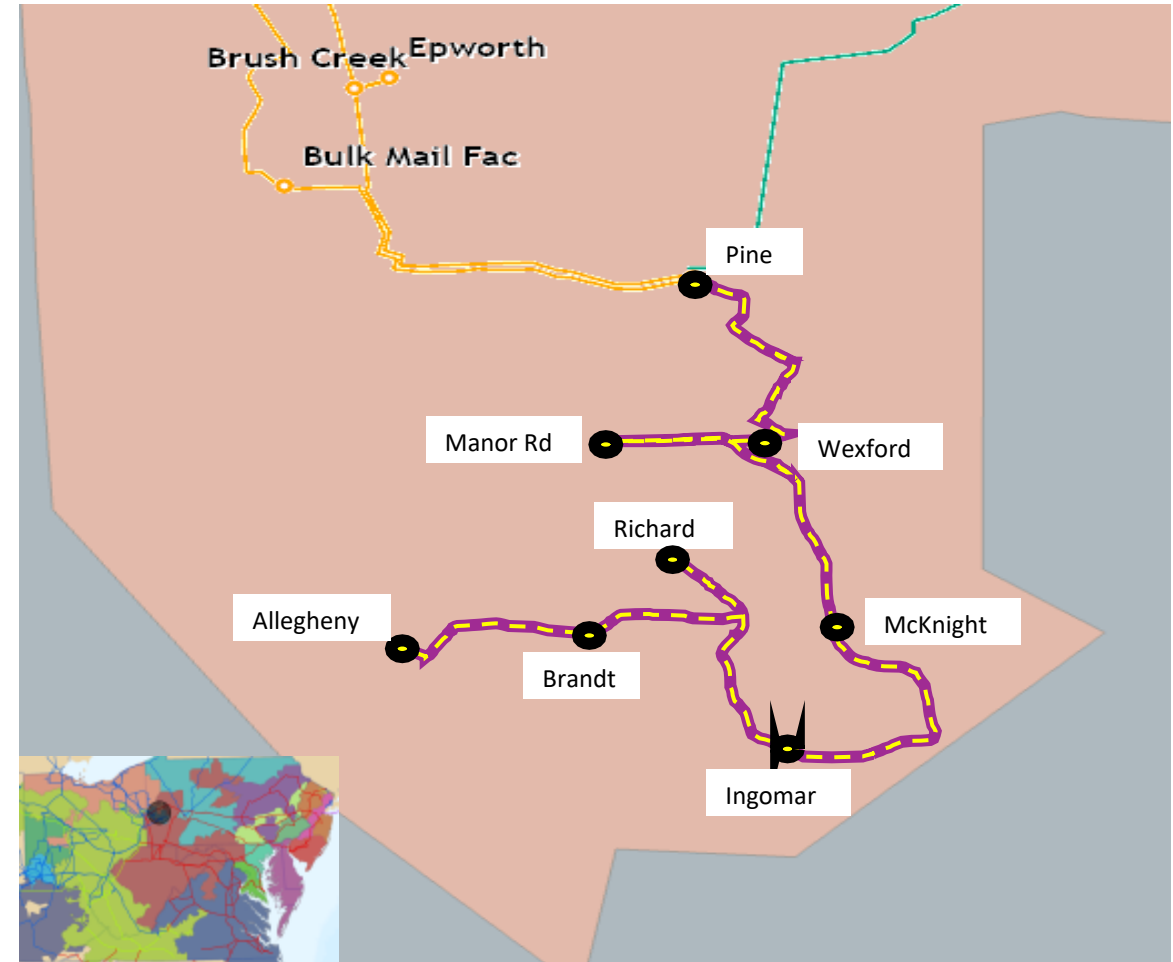 Brush Creek
Epworth
Bulk Mail Fac
Pine
Manor Rd
Wexford
Richard
Allegheny
McKnight
Brandt
Ingomar